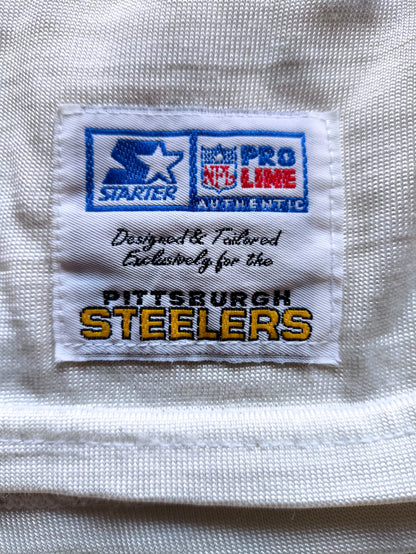 STARTER
NFL
PRO
LINE
AUTHENTIC
Designed & Tailored
Exclusively for the
PITTSBURGH
STEELERS